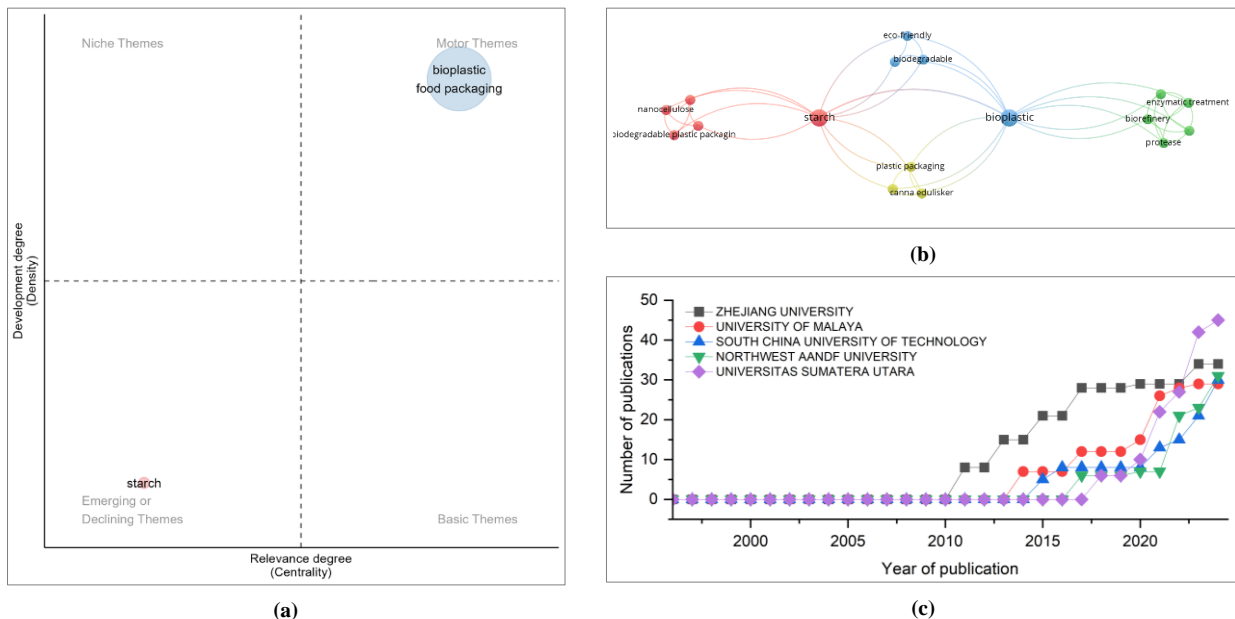 Niche Themes
Motor Themes
bioplastic
food packaging
Development degree
(Density)
starch
Emerging or
Declining Themes
Basic Themes
Relevance degree
(Centrality)
(a)
eco-friendly
biodegradable
nanocellulose
enzymatic treatment
starch
bioplastic
biorefinery
biodegradable plastic packagin
protease
plastic packaging
canna edulisker
(b)
50
40
30
20
10
0
Number of publications
ZHEJIANG UNIVERSITY
UNIVERSITY OF MALAYA
SOUTH CHINA UNIVERSITY OF TECHNOLOGY
NORTHWEST AANDF UNIVERSITY
UNIVERSITAS SUMATERA UTARA
2000
2005
2010
2015
2020
Year of publication
(c)